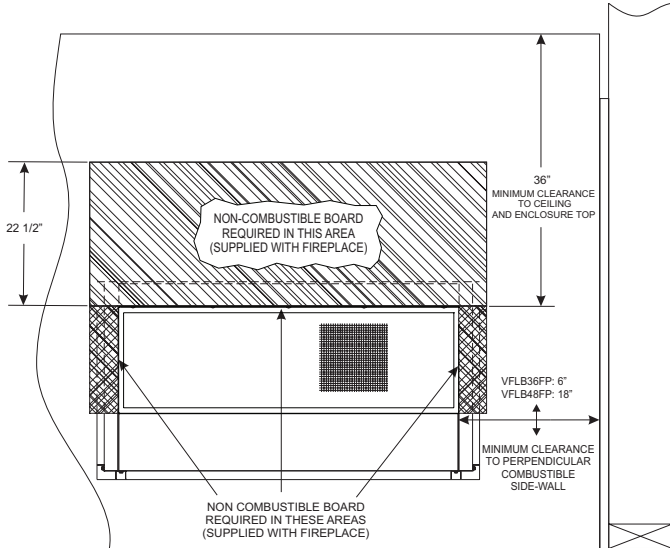 36"
MINIMUM CLEARANCE
TO CEILING
AND ENCLOSURE TOP
22 1/2"
NON-COMBUSTIBLE BOARD
REQUIRED IN THIS AREA
(SUPPLIED WITH FIREPLACE)
VFLB36FP: 6"
VFLB48FP: 18"
MINIMUM CLEARANCE
TO PERPENDICULAR
COMBUSTIBLE
SIDE-WALL
NON COMBUSTIBLE BOARD
REQUIRED IN THESE AREAS
(SUPPLIED WITH FIREPLACE)